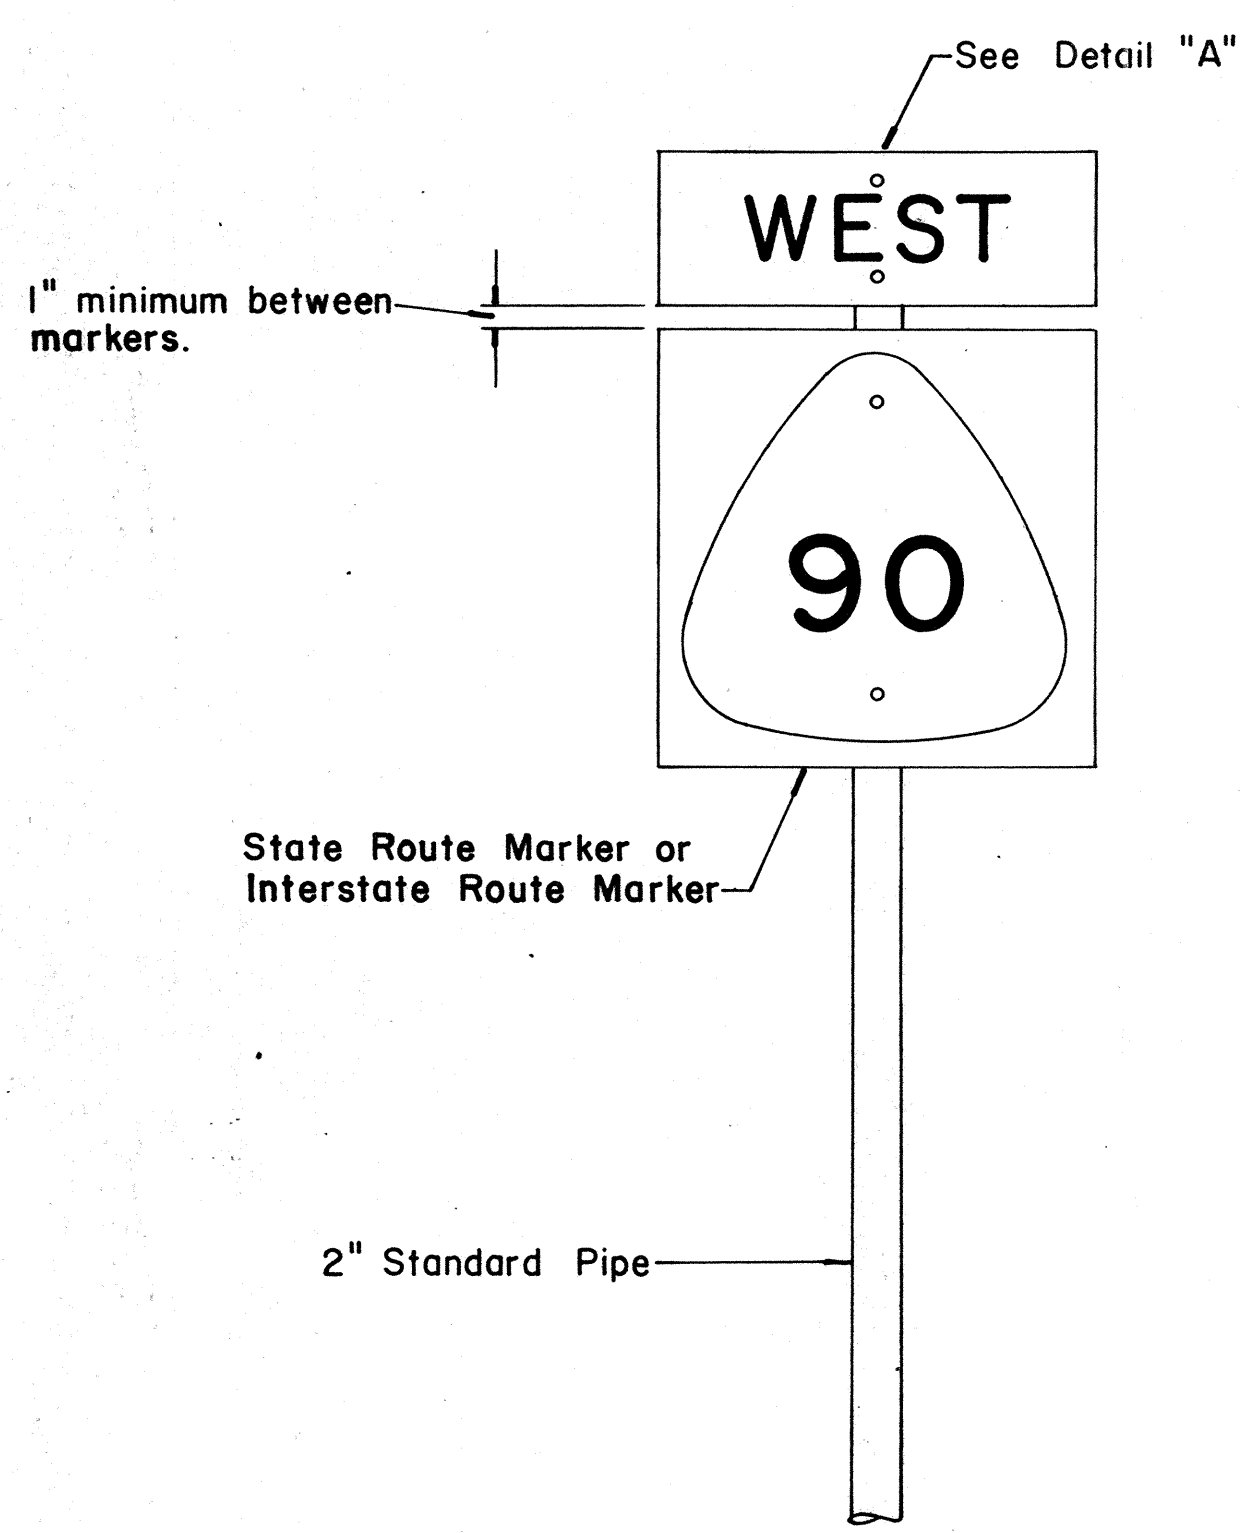 See Detail "A"
WEST
1" minimum between
markers.
90
State Route Marker or
Interstate Route Marker
2" Standard Pipe